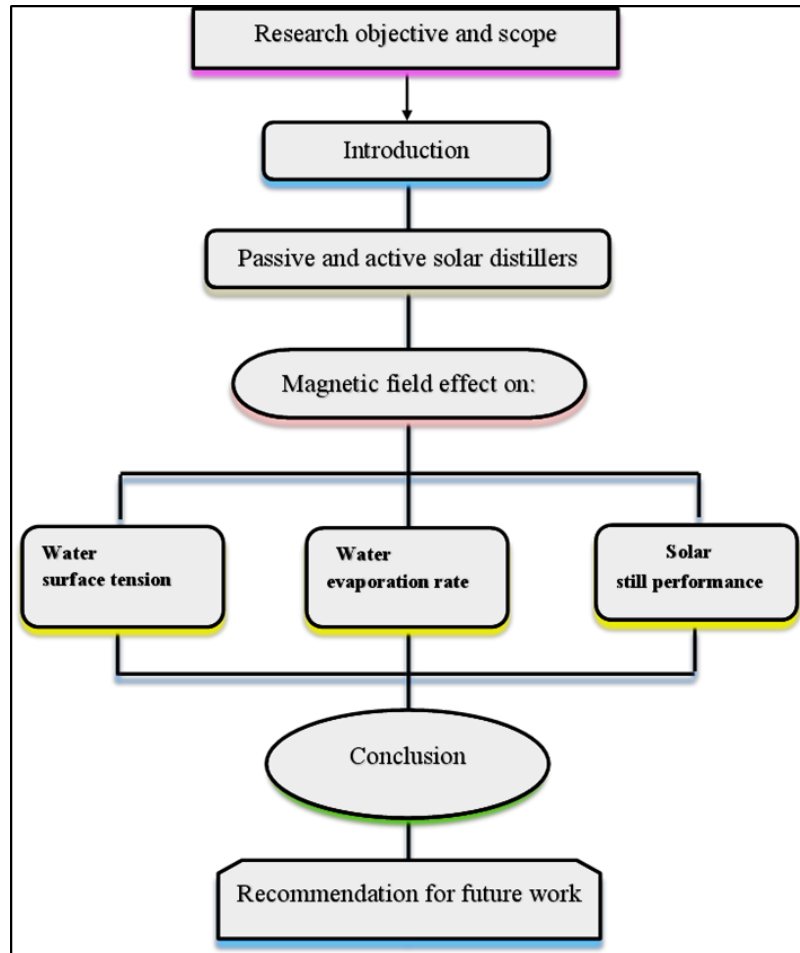 Research objective and scope
Introduction
Passive and active solar distillers
Magnetic field effect on:
Water
surface tension
Water
evaporation rate
Solar
still performance
Conclusion
Recommendation for future work